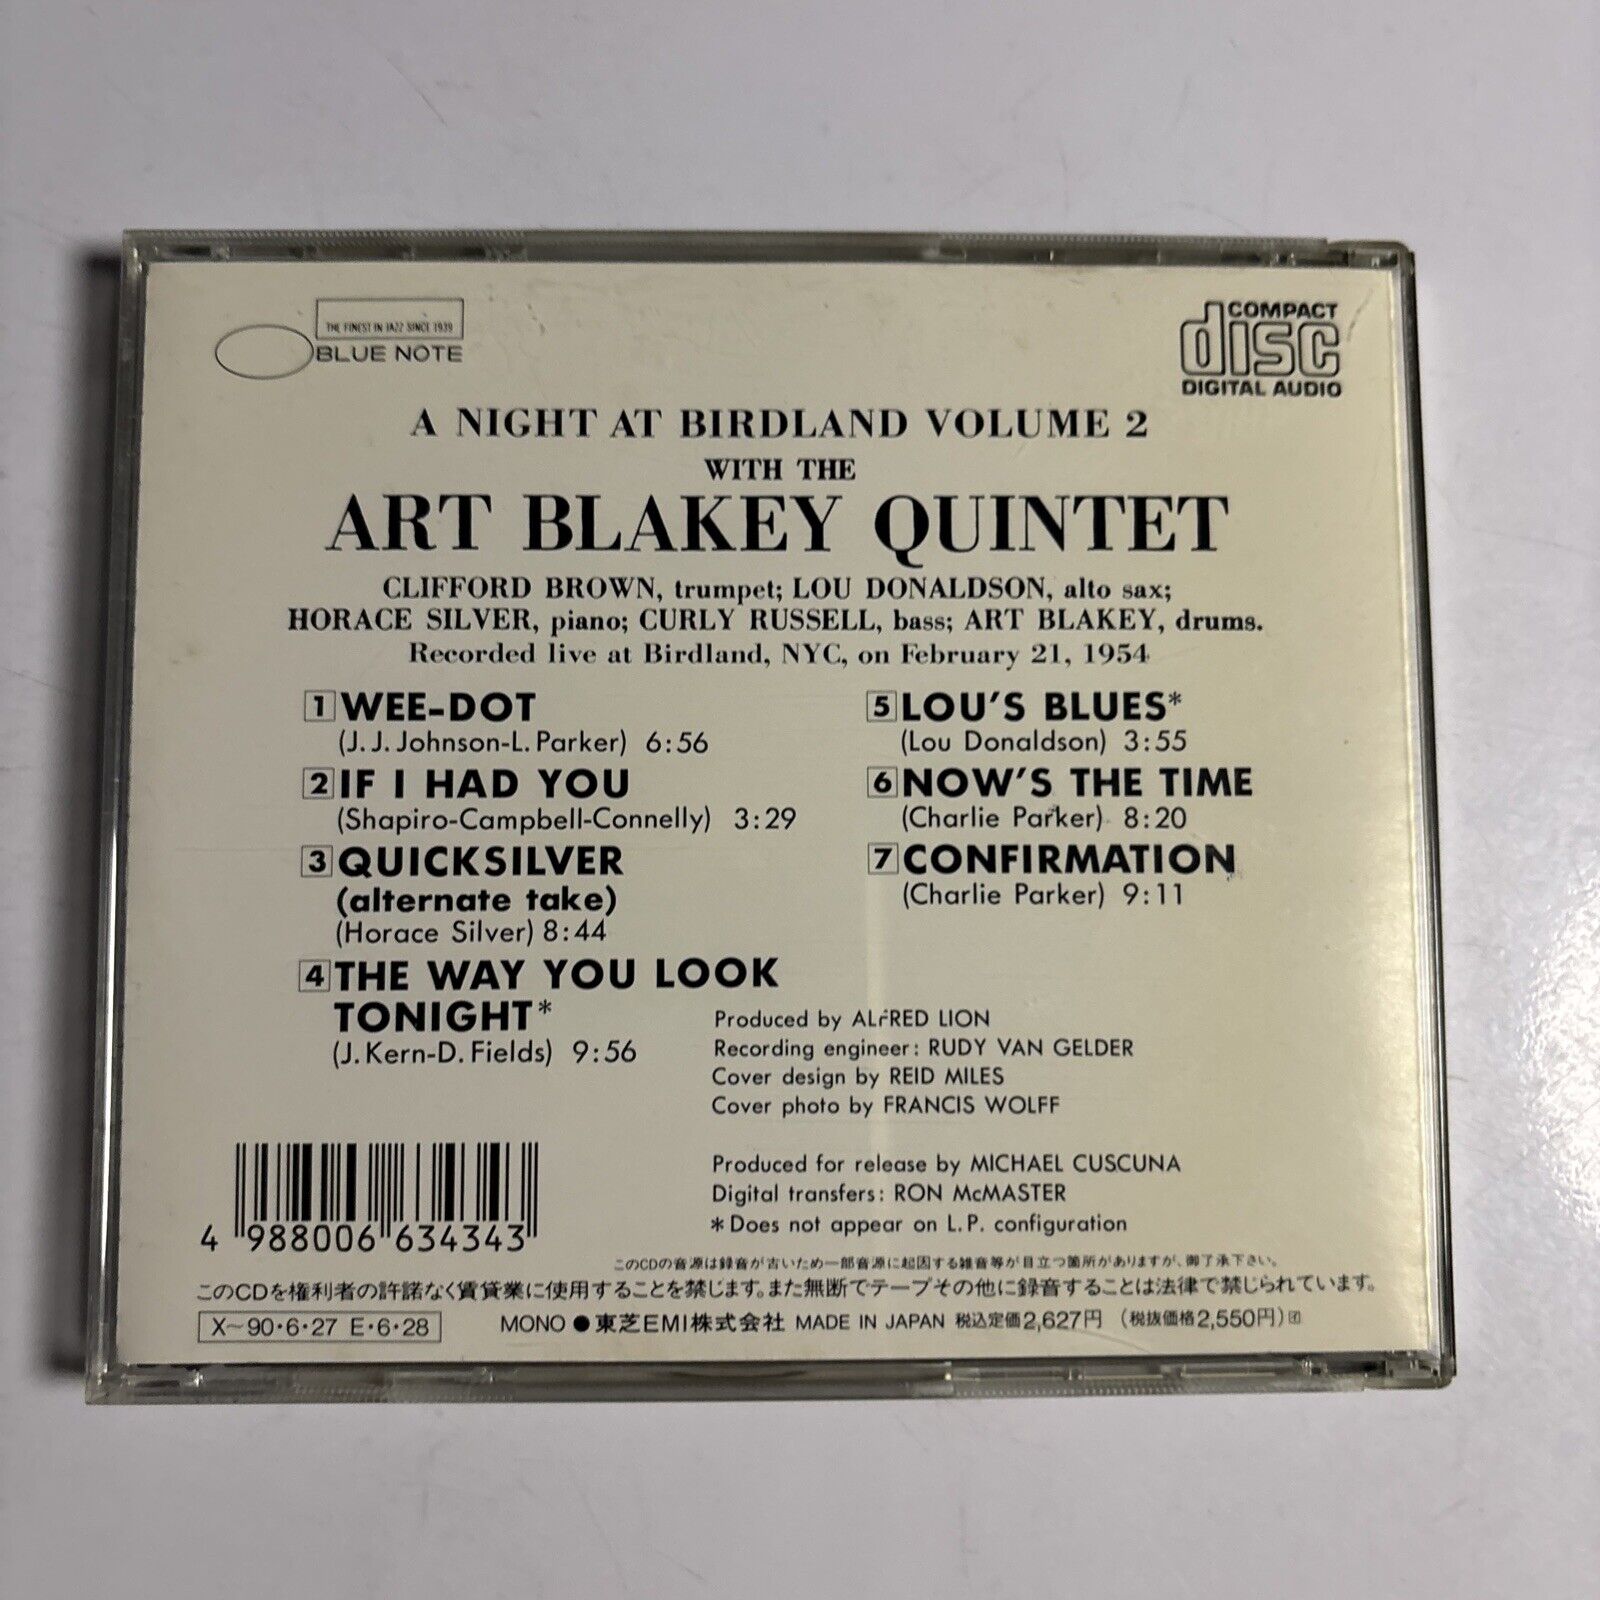 THE FINEST IN JAZZ SINCE 1939
BLUE NOTE
COMPACT
disc
DIGITAL AUDIO
A NIGHT AT BIRDLAND VOLUME 2
WITH THE
ART BLAKEY QUINTET
CLIFFORD BROWN, trumpet; LOU DONALDSON, alto sax;
HORACE SILVER, piano; CURLY RUSSELL, bass; ART BLAKEY, drums.
Recorded live at Birdland, NYC, on February 21, 1954
1 WEE-DOT
(J. J. Johnson-L. Parker) 6:56
2 IF I HAD YOU
(Shapiro-Campbell-Connelly) 3:29
3 QUICKSILVER
(alternate take)
(Horace Silver) 8:44
4 THE WAY YOU LOOK
TONIGHT*
(J. Kern-D. Fields) 9:56
5 LOU'S BLUES*
(Lou Donaldson) 3:55
6 NOW'S THE TIME
(Charlie Parker) 8:20
7 CONFIRMATION
(Charlie Parker) 9:11
Produced by ALFRED LION
Recording engineer: RUDY VAN GELDER
Cover design by REID MILES
Cover photo by FRANCIS WOLFF
Produced for release by MICHAEL CUSCUNA
Digital transfers: RON McMASTER
*Does not appear on L.P. configuration
4 988006 634343
このCDの音源は録音が古いため一部音源に起因する雑音等が目立つ箇所がありますが、御了承下さい。
このCDを権利者の許諾なく賃貸業に使用することを禁じます。また無断でテープその他に録音することは法律で禁じられています。
X~90・6・27 E・6・28
MONO ● 東芝EMI株式会社 MADE IN JAPAN 税込定価2,627円 (税抜価格2,550円)